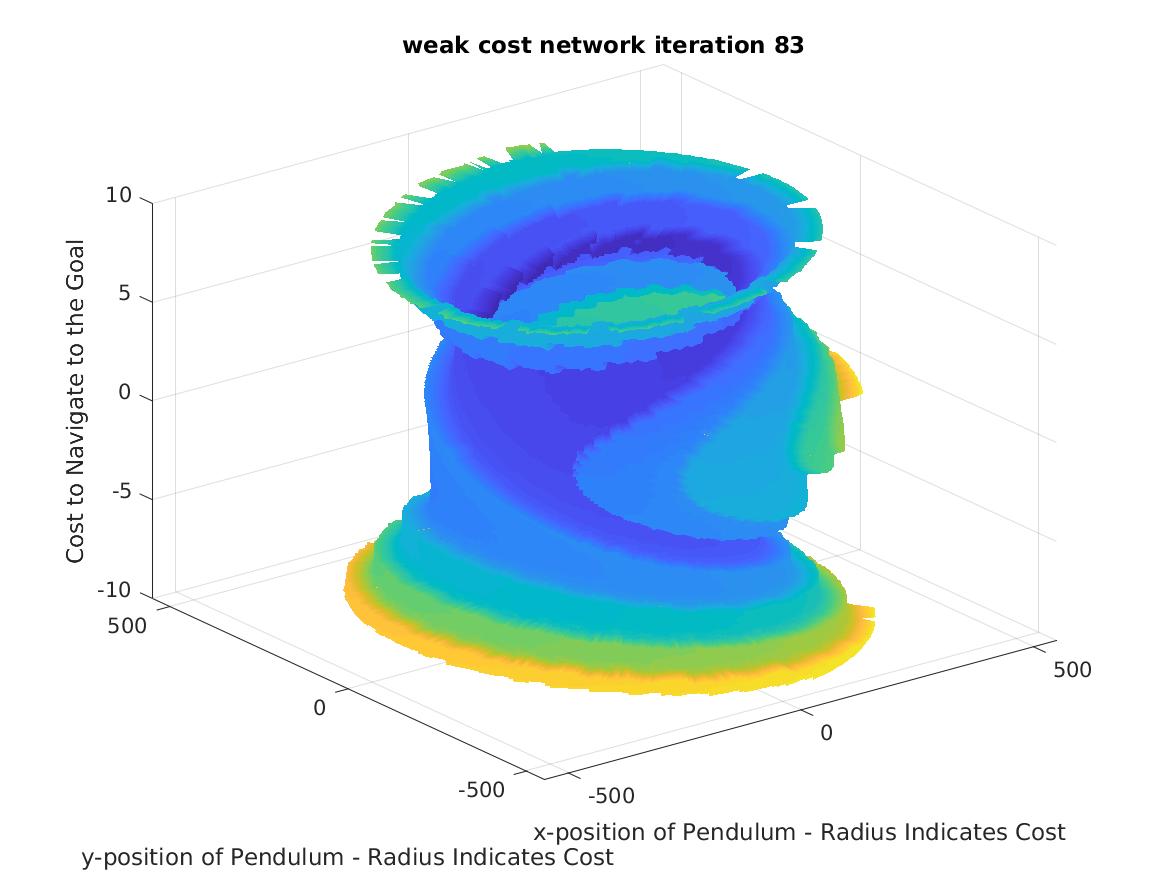 weak cost network iteration 83
10
5
0
-5
-10
Cost to Navigate to the Goal
500
0
-500
-500
0
500
x-position of Pendulum - Radius Indicates Cost
y-position of Pendulum - Radius Indicates Cost